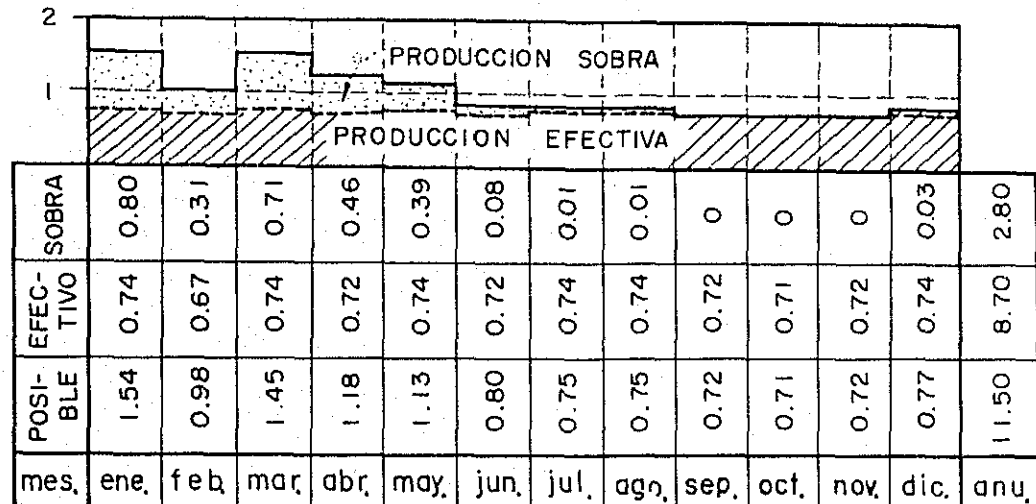 2
PRODUCCION SOBRA
1
PRODUCCION EFECTIVA
SOBRA 0.80 0.31 0.71 0.46 0.39 0.08 0.01 0.01 0 0 0 0.03 2.80
EFEC-
TIVO 0.74 0.67 0.74 0.72 0.74 0.72 0.74 0.74 0.72 0.71 0.72 0.74 8.70
POSI-
BLE 1.54 0.98 1.45 1.18 1.13 0.80 0.75 0.75 0.72 0.71 0.72 0.77 11.50
mes. ene. feb. mar. abr. may. jun. jul. ago. sep. oct. nov. dic. anu.